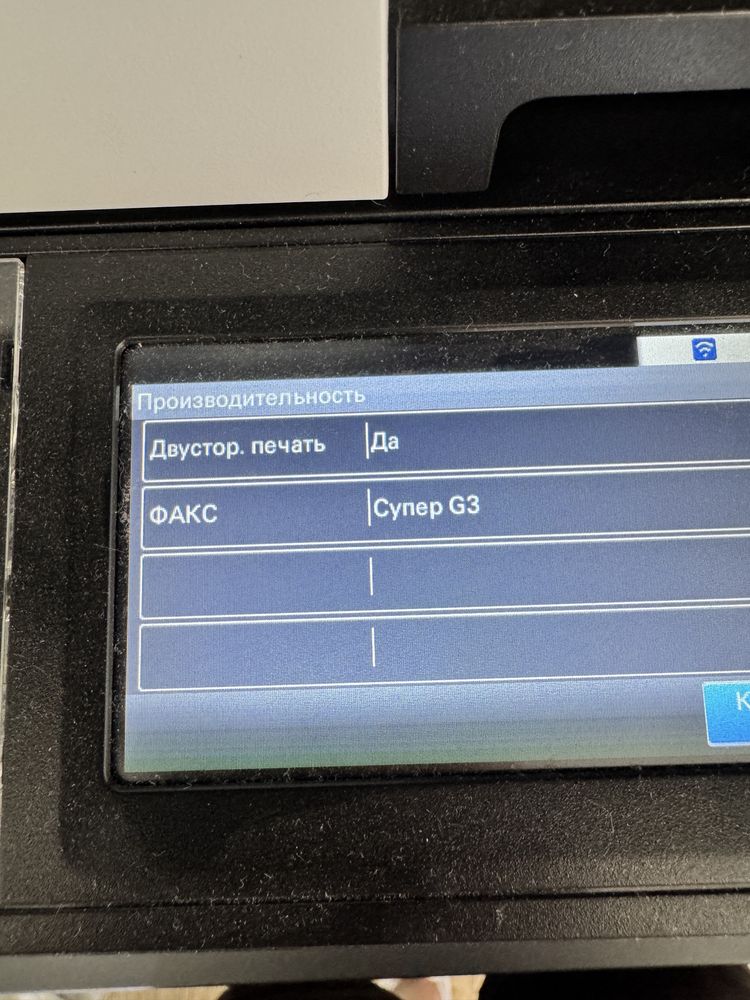 Производительность
Двустор. печать Да
ФАКС Супер G3
К